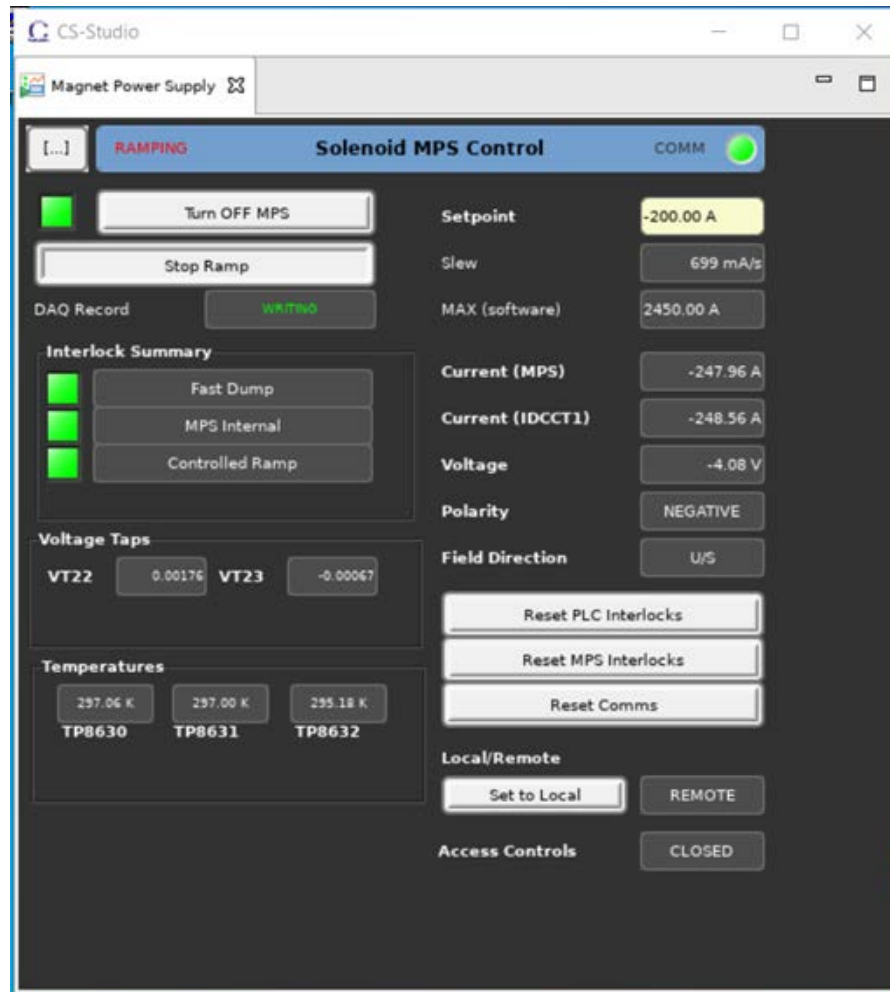 CS-Studio
Magnet Power Supply
[...] RAMPING Solenoid MPS Control COMM
Turn OFF MPS
Stop Ramp
DAQ Record WRITING
Interlock Summary
Fast Dump
MPS Internal
Controlled Ramp
Voltage Taps
VT22 0.00176 VT23 -0.00067
Temperatures
297.06 K 297.00 K 295.18 K
TP8630 TP8631 TP8632
Setpoint -200.00 A
Slew 699 mA/s
MAX (software) 2450.00 A
Current (MPS) -247.96 A
Current (IDCCT1) -248.56 A
Voltage -4.08 V
Polarity NEGATIVE
Field Direction U/S
Reset PLC Interlocks
Reset MPS Interlocks
Reset Comms
Local/Remote
Set to Local REMOTE
Access Controls CLOSED